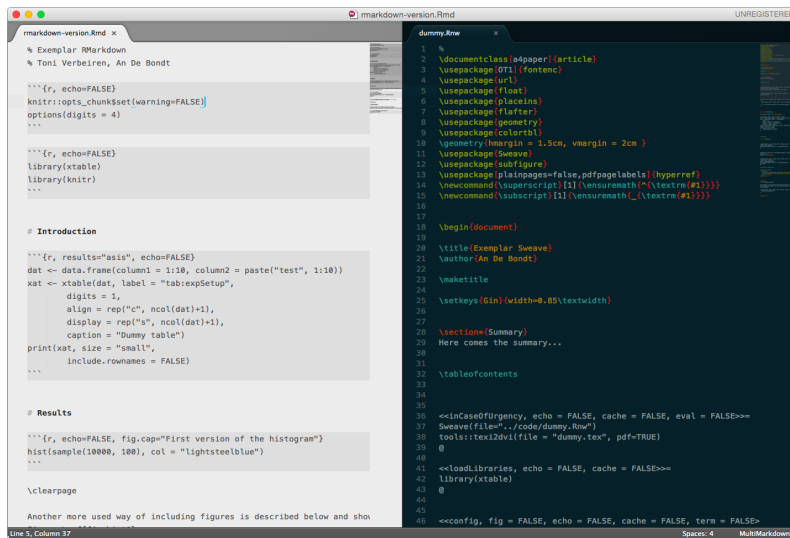 rmarkdown-version.Rmd
UNREGISTERED
rmarkdown-version.Rmd ×
% Exemplar RMarkdown
% Toni Verbeiren, An De Bondt
```{r, echo=FALSE}
knitr::opts_chunk$set(warning=FALSE)
options(digits = 4)
```
```{r, echo=FALSE}
library(xtable)
library(knitr)
```
# Introduction
```{r, results="asis", echo=FALSE}
dat <- data.frame(column1 = 1:10, column2 = paste("test", 1:10))
xat <- xtable(dat, label = "tab:expSetup",
digits = 1,
align = rep("c", ncol(dat)+1),
display = rep("s", ncol(dat)+1),
caption = "Dummy table")
print(xat, size = "small",
include.rownames = FALSE)
```
# Results
```{r, echo=FALSE, fig.cap="First version of the histogram"}
hist(sample(10000, 100), col = "lightsteelblue")
```
\clearpage
Another more used way of including figures is described below and show
dummy.Rnw ×
1 %
2 \documentclass[a4paper]{article}
3 \usepackage[OT1]{fontenc}
4 \usepackage{url}
5 \usepackage{float}
6 \usepackage{placeins}
7 \usepackage{flafter}
8 \usepackage{geometry}
9 \usepackage{colortbl}
10 \geometry{hmargin = 1.5cm, vmargin = 2cm }
11 \usepackage{Sweave}
12 \usepackage{subfigure}
13 \usepackage[plainpages=false,pdfpagelabels]{hyperref}
14 \newcommand{\superscript}[1]{\ensuremath{^{\textrm{#1}}}}
15 \newcommand{\subscript}[1]{\ensuremath{_{\textrm{#1}}}}
16
17
18 \begin{document}
19
20 \title{Exemplar Sweave}
21 \author{An De Bondt}
22
23 \maketitle
24
25 \setkeys{Gin}{width=0.85\textwidth}
26
27
28 \section*{Summary}
29 Here comes the summary...
30
31
32 \tableofcontents
33
34
35
36 <<inCaseOfUrgency, echo = FALSE, cache = FALSE, eval = FALSE>>=
37 Sweave(file="../code/dummy.Rnw")
38 tools::texi2dvi(file = "dummy.tex", pdf=TRUE)
39 @
40
41 <<loadLibraries, echo = FALSE, cache = FALSE>>=
42 library(xtable)
43 @
44
45
46 <<config, fig = FALSE, echo = FALSE, cache = FALSE, term = FALSE>
Line 5, Column 37
Spaces: 4
MultiMarkdown